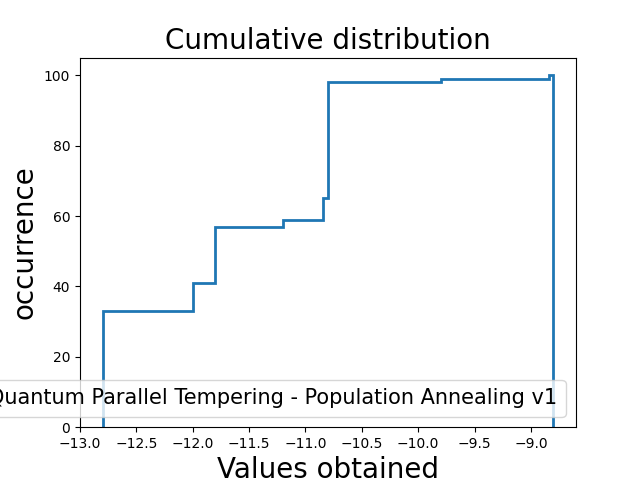 Cumulative distribution
occurrence
100
80
60
40
20
0
Parallel Tempering - Population Annealing v1
−13.0 −12.5 −12.0 −11.5 −11.0 −10.5 −10.0 −9.5 −9.0
Values obtained